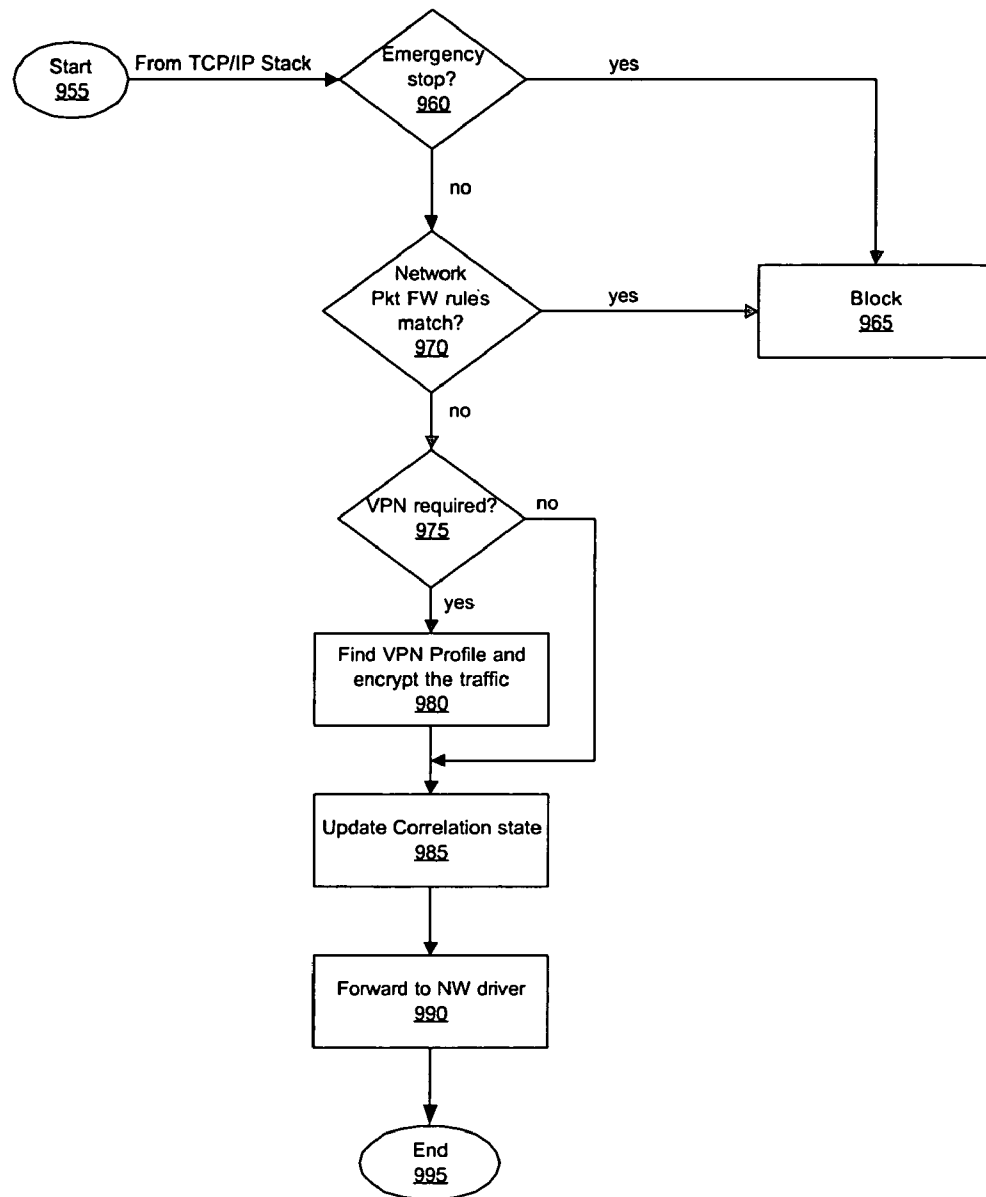 Start
955
From TCP/IP Stack
Emergency
stop?
960
yes
no
Network
Pkt FW rules
match?
970
yes
Block
965
no
VPN required?
975
no
yes
Find VPN Profile and
encrypt the traffic
980
Update Correlation state
985
Forward to NW driver
990
End
995